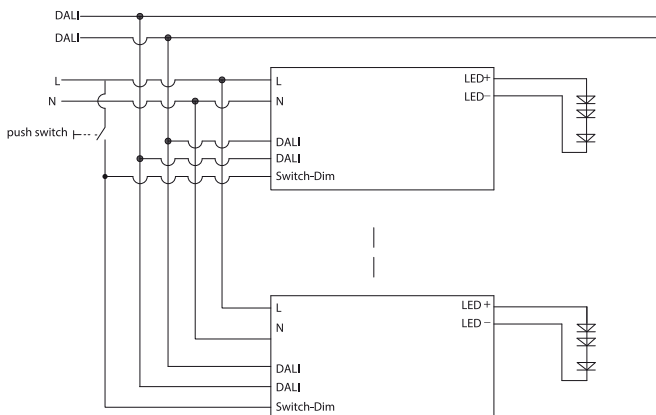 DALI
DALI
L
N
push switch
L
N
DALI
DALI
Switch-Dim
LED+
LED-
L
N
DALI
DALI
Switch-Dim
LED +
LED -